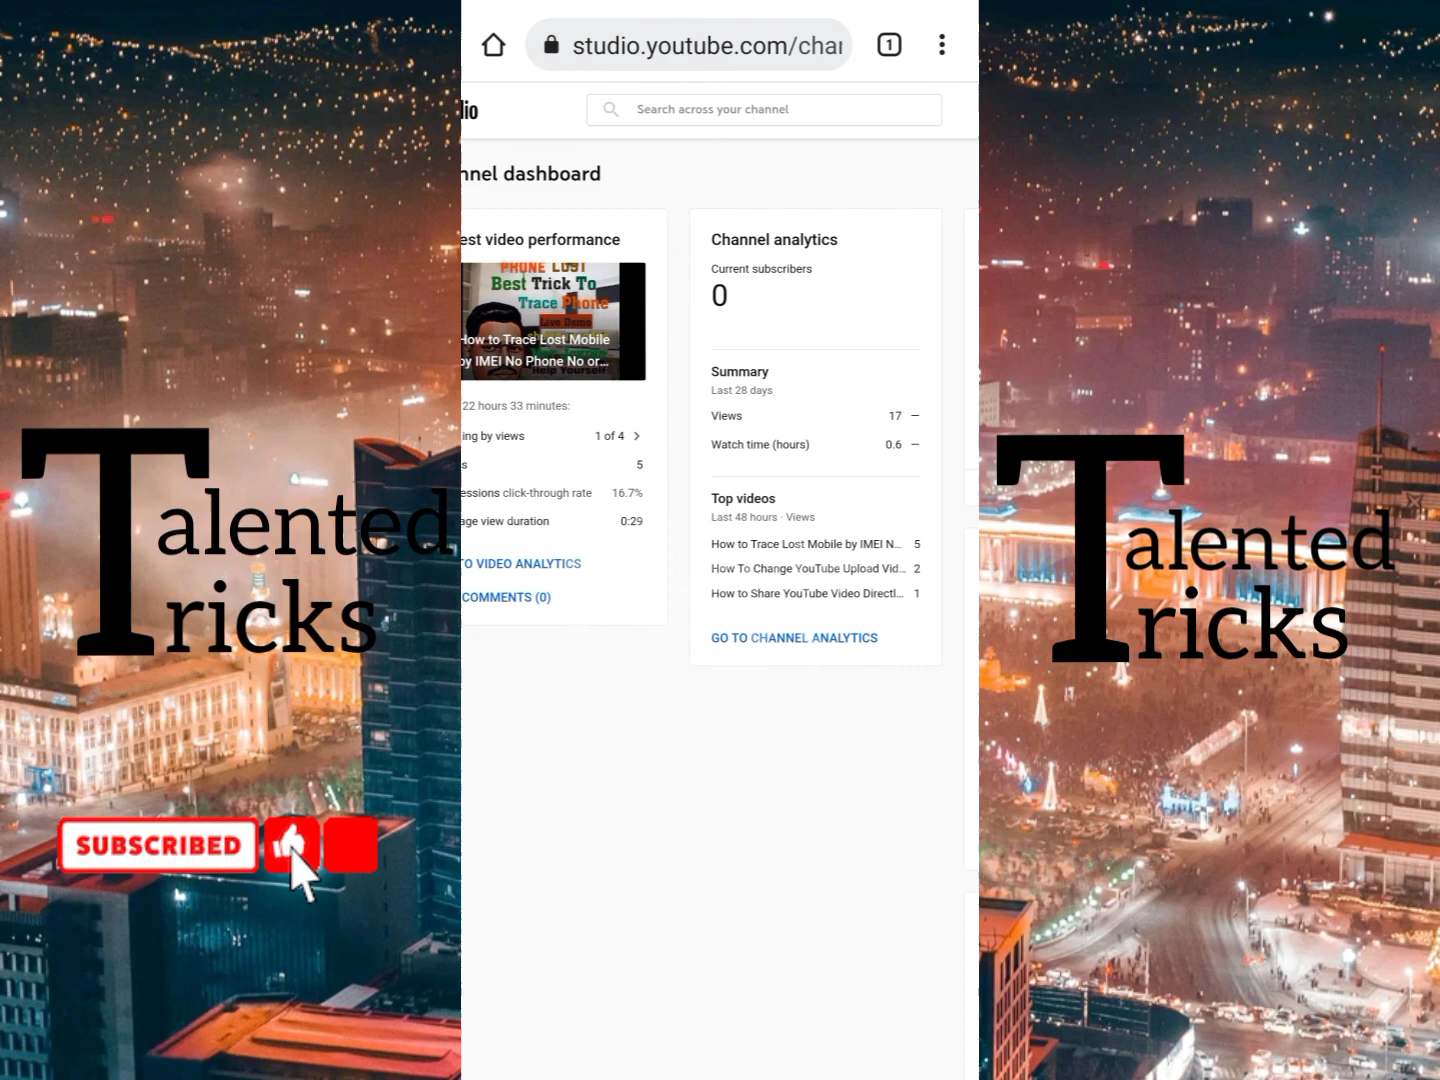 studio.youtube.com/char
1
dio
Search across your channel
nnel dashboard
est video performance
PHONE LOST
Best Trick To
Trace Phone
Live Demo
How to Trace Lost Mobile
by IMEI No Phone No or...
Help Yourself
22 hours 33 minutes:
ing by views 1 of 4
s 5
essions click-through rate 16.7%
age view duration 0:29
TO VIDEO ANALYTICS
COMMENTS (0)
Channel analytics
Current subscribers
0
Summary
Last 28 days
Views 17 —
Watch time (hours) 0.6 —
Top videos
Last 48 hours · Views
How to Trace Lost Mobile by IMEI N... 5
How To Change YouTube Upload Vid... 2
How to Share YouTube Video Directl... 1
GO TO CHANNEL ANALYTICS
Talented
Tricks
SUBSCRIBED
Talented
Tricks